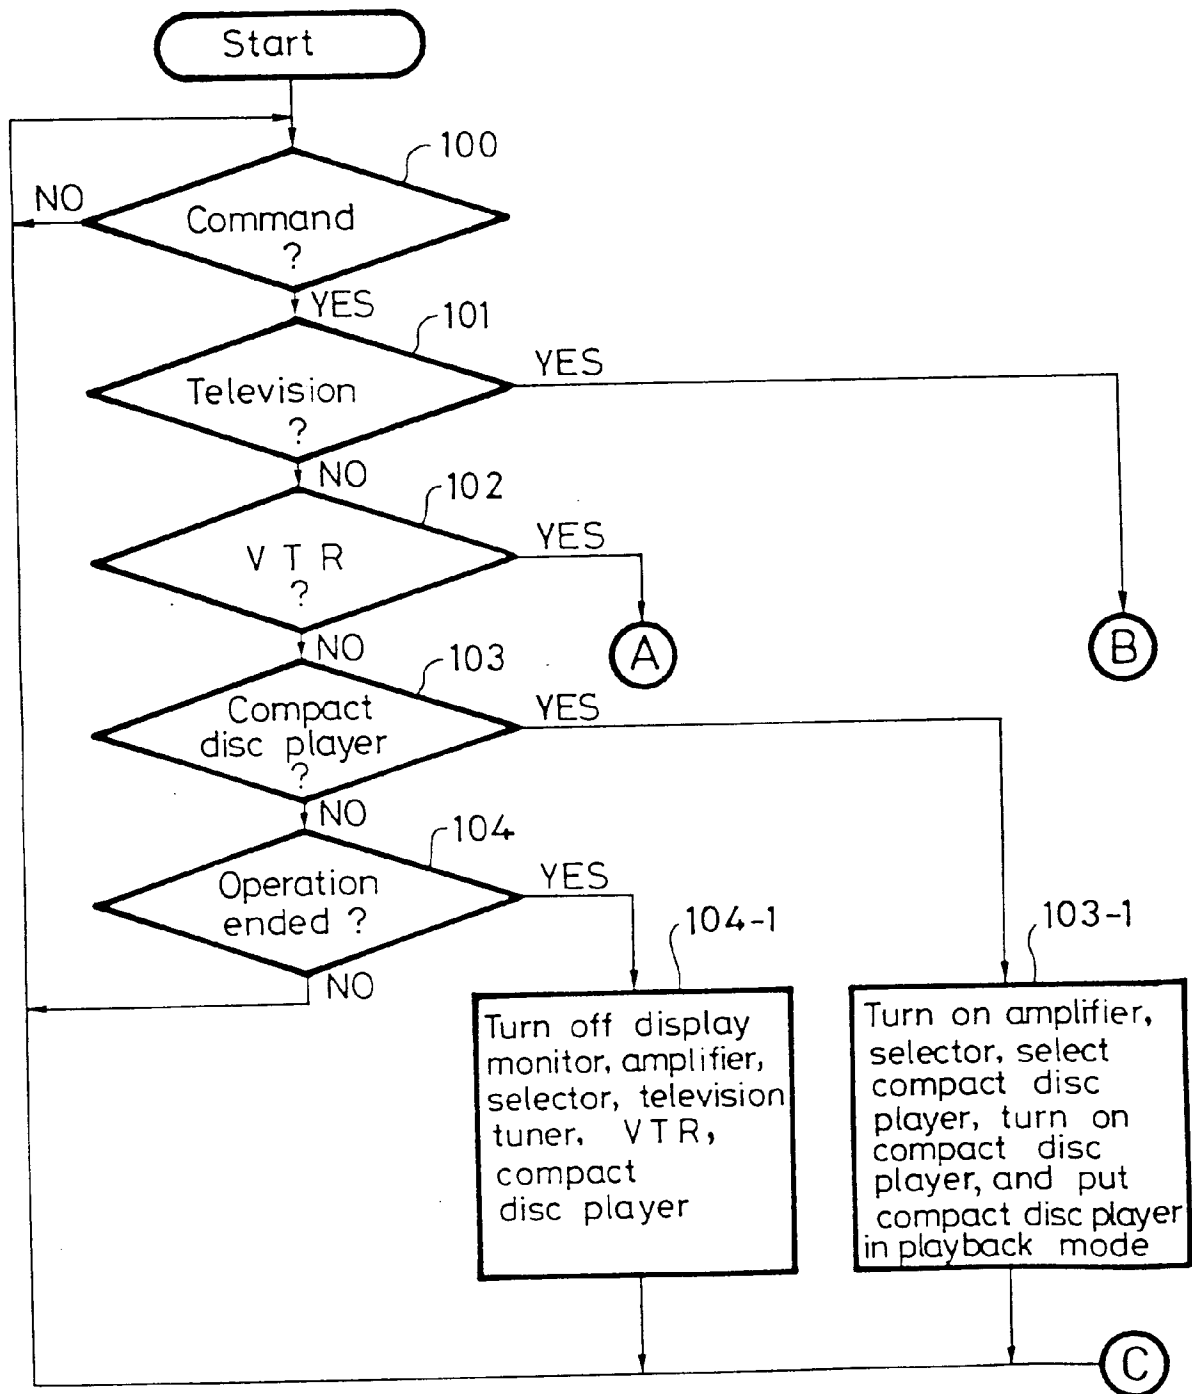 Start
100
NO
Command
?
YES
101
YES
Television
?
NO
102
YES
V T R
?
A
B
NO
103
YES
Compact
disc player
?
NO
104
YES
Operation
ended ?
NO
104-1
103-1
Turn off display
monitor, amplifier,
selector, television
tuner, VTR,
compact
disc player
Turn on amplifier,
selector, select
compact disc
player, turn on
compact disc
player, and put
compact disc player
in playback mode
C